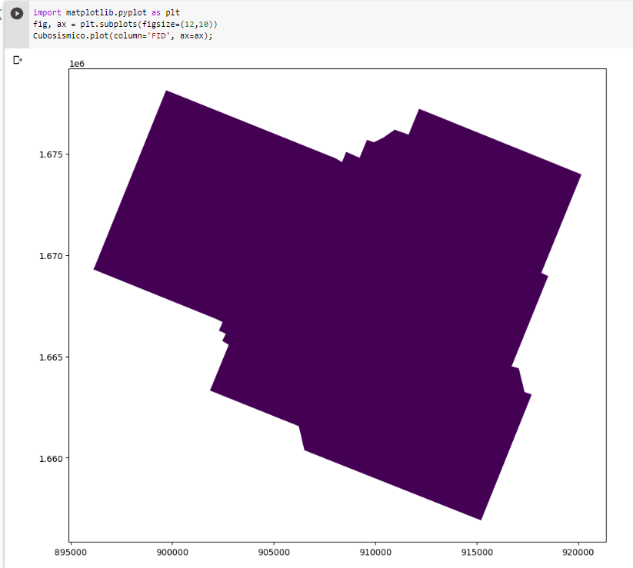 import matplotlib.pyplot as plt
fig, ax = plt.subplots(figsize=(12,10))
Cubosismico.plot(column='FID', ax=ax);
1e6
1.675
1.670
1.665
1.660
895000 900000 905000 910000 915000 920000